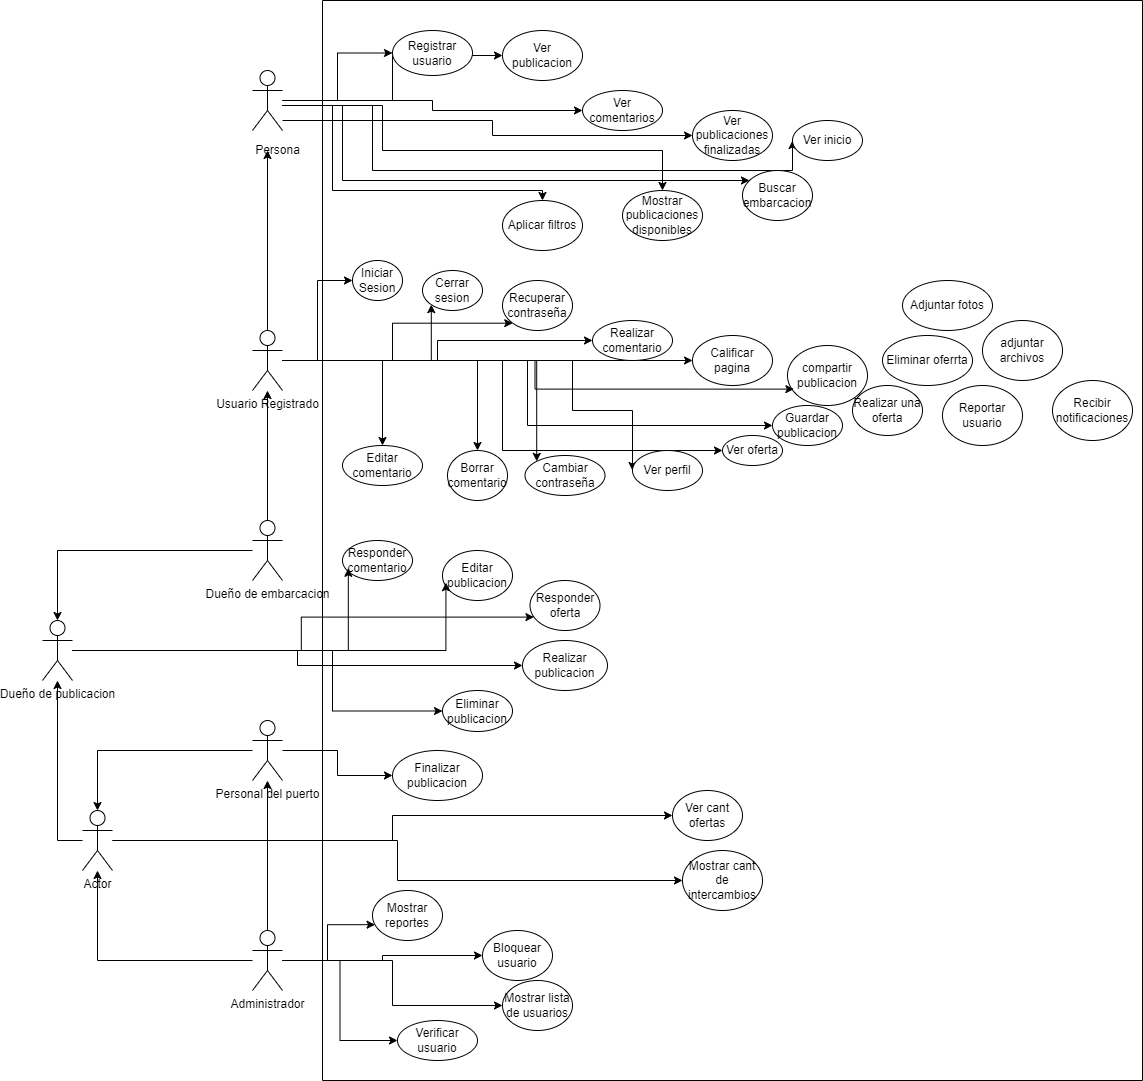 Registrar
usuario
Ver
publicacion
Ver
comentarios
Ver
publicaciones
finalizadas
Ver inicio
Persona
Buscar
embarcacion
Mostrar
publicaciones
disponibles
Aplicar filtros
Iniciar
Sesion
Cerrar
sesion
Recuperar
contraseña
Realizar
comentario
Calificar
pagina
Adjuntar fotos
adjuntar
archivos
Eliminar oferrta
compartir
publicacion
Realizar una
oferta
Reportar
usuario
Recibir
notificaciones
Usuario Registrado
Guardar
publicacion
Ver oferta
Editar
comentario
Borrar
comentario
Cambiar
contraseña
Ver perfil
Dueño de embarcacion
Responder
comentario
Editar
publicacion
Responder
oferta
Realizar
publicacion
Dueño de publicacion
Eliminar
publicacion
Personal del puerto
Finalizar
publicacion
Ver cant
ofertas
Actor
Mostrar cant
de
intercambios
Mostrar
reportes
Bloquear
usuario
Administrador
Mostrar lista
de usuarios
Verificar
usuario